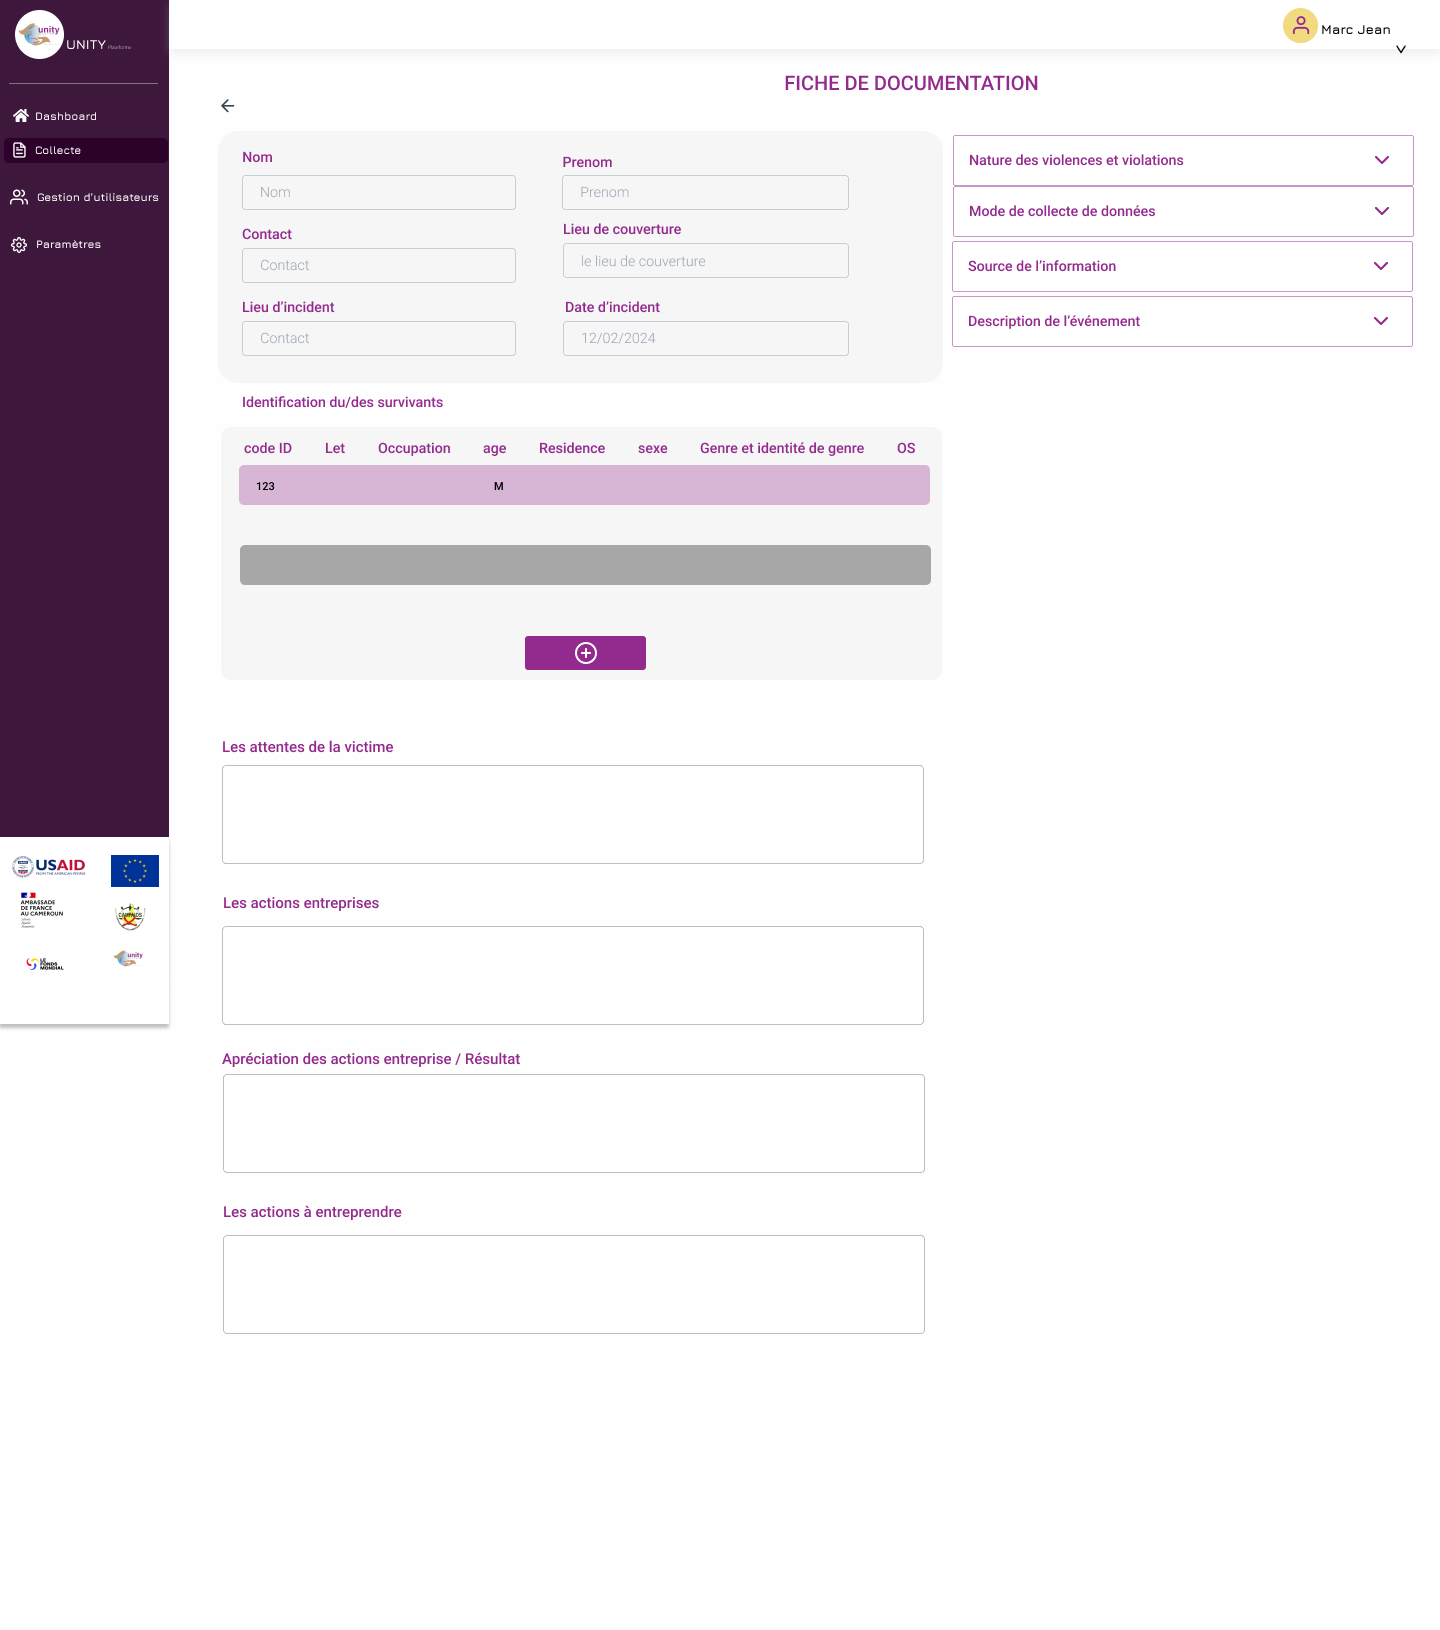 unity
UNITY Plateforme
Marc Jean
Dashboard
Collecte
Gestion d'utilisateurs
Paramètres
FICHE DE DOCUMENTATION
Nom
Nom
Prenom
Prenom
Contact
Contact
Lieu de couverture
le lieu de couverture
Lieu d'incident
Contact
Date d'incident
12/02/2024
Nature des violences et violations
Mode de collecte de données
Source de l'information
Description de l'événement
Identification du/des survivants
code ID Let Occupation age Residence sexe Genre et identité de genre OS
123 M
Les attentes de la victime
Les actions entreprises
Apréciation des actions entreprise / Résultat
Les actions à entreprendre
USAID
FROM THE AMERICAN PEOPLE
AMBASSADE
DE FRANCE
AU CAMEROUN
LE
FONDS
MONDIAL
unity